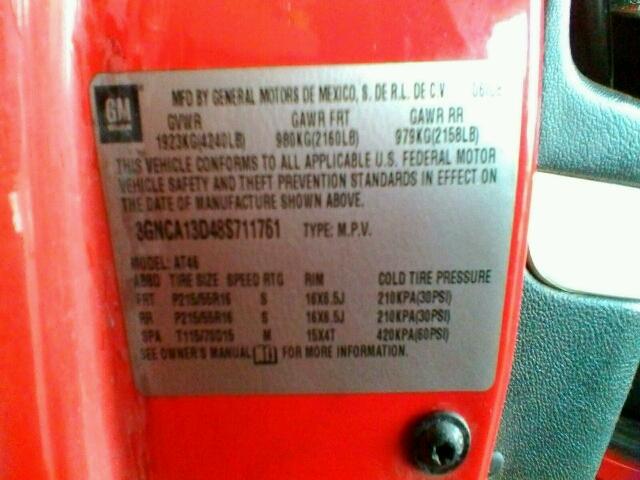 GM
MFD BY GENERAL MOTORS DE MEXICO, S. DE R.L. DE C V
GVWR GAWR FRT GAWR RR
1923KG(4240LB) 980KG(2160LB) 979KG(2158LB)
THIS VEHICLE CONFORMS TO ALL APPLICABLE U.S. FEDERAL MOTOR
VEHICLE SAFETY AND THEFT PREVENTION STANDARDS IN EFFECT ON
THE DATE OF MANUFACTURE SHOWN ABOVE.
3GNCA13D48S711761 TYPE: M.P.V.
MODEL: AT46
TIRE SIZE SPEED RTG RIM COLD TIRE PRESSURE
FRT P215/55R16 S 16X6.5J 210KPA(30PSI)
RR P215/55R16 S 16X6.5J 210KPA(30PSI)
SPA T115/70D15 M 15X4T 420KPA(60PSI)
SEE OWNER'S MANUAL FOR MORE INFORMATION.